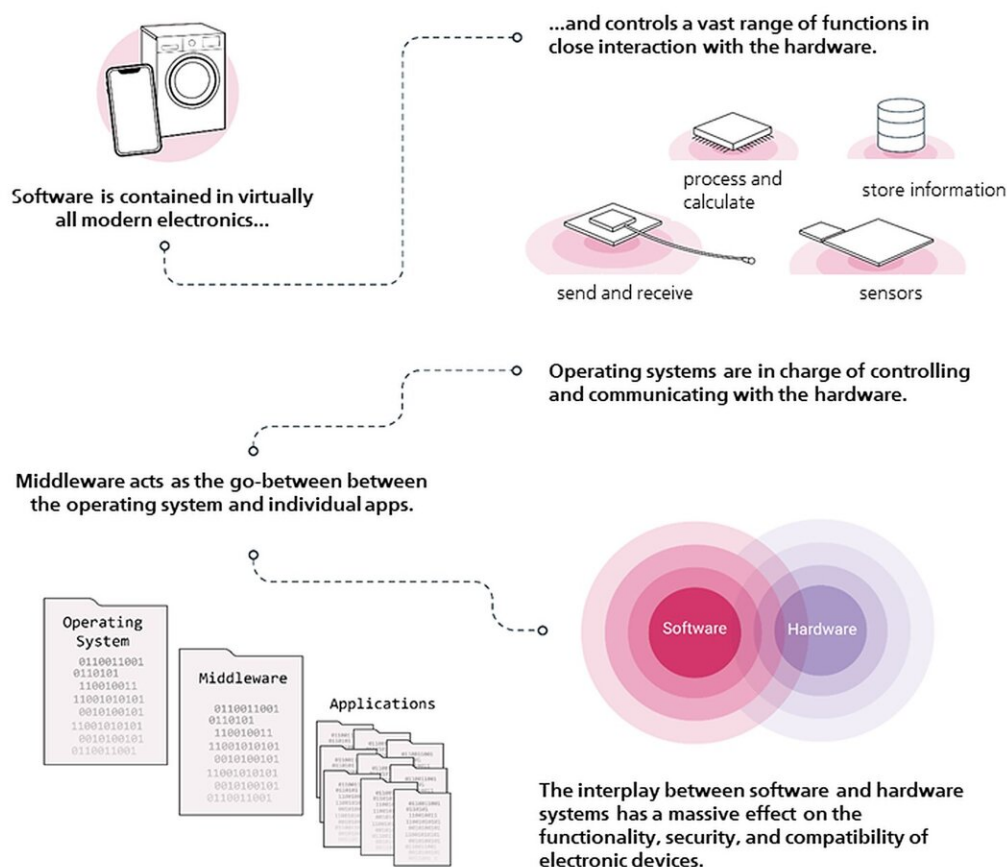 Software is contained in virtually
all modern electronics...
...and controls a vast range of functions in
close interaction with the hardware.
process and
calculate
store information
send and receive
sensors
Operating systems are in charge of controlling
and communicating with the hardware.
Middleware acts as the go-between between
the operating system and individual apps.
Operating
System
0110011001
0110101
110010011
11001010101
0010100101
11001010101
0010100101
0110011001
Middleware
0110011001
0110101
110010011
11001010101
0010100101
11001010101
0010100101
0110011001
Applications
Software
Hardware
The interplay between software and hardware
systems has a massive effect on the
functionality, security, and compatibility of
electronic devices.